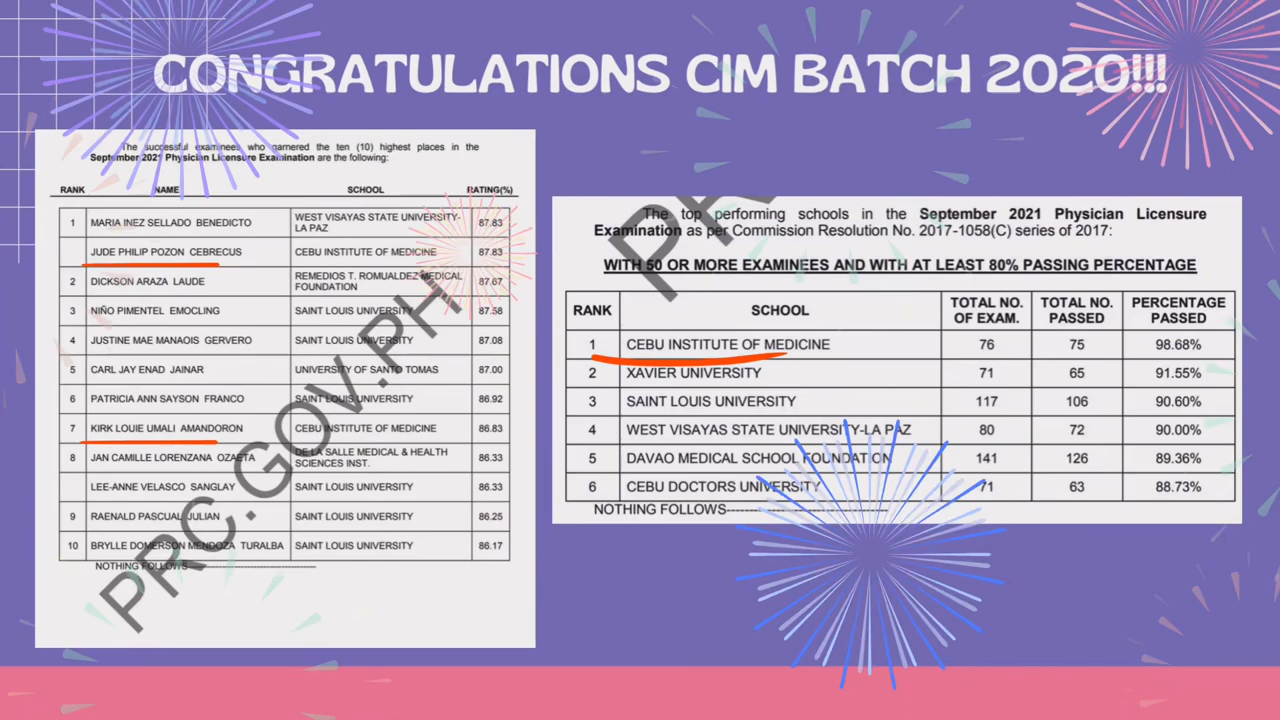 CONGRATULATIONS CIM BATCH 2020!!!
The successful examinees who garnered the ten (10) highest places in the
September 2021 Physician Licensure Examination are the following:
RANK NAME SCHOOL RATING(%)
1 MARIA INEZ SELLADO BENEDICTO WEST VISAYAS STATE UNIVERSITY-LA PAZ 87.83
JUDE PHILIP POZON CEBRECUS CEBU INSTITUTE OF MEDICINE 87.83
2 DICKSON ARAZA LAUDE REMEDIOS T. ROMUALDEZ MEDICAL FOUNDATION 87.67
3 NIÑO PIMENTEL EMOCLING SAINT LOUIS UNIVERSITY 87.58
4 JUSTINE MAE MANAOIS GERVERO SAINT LOUIS UNIVERSITY 87.08
5 CARL JAY ENAD JAINAR UNIVERSITY OF SANTO TOMAS 87.00
6 PATRICIA ANN SAYSON FRANCO SAINT LOUIS UNIVERSITY 86.92
7 KIRK LOUIE UMALI AMANDORON CEBU INSTITUTE OF MEDICINE 86.83
8 JAN CAMILLE LORENZANA OZAETA DE LA SALLE MEDICAL & HEALTH SCIENCES INST. 86.33
LEE-ANNE VELASCO SANGLAY SAINT LOUIS UNIVERSITY 86.33
9 RAENALD PASCUAL JULIAN SAINT LOUIS UNIVERSITY 86.25
10 BRYLLE DOMERSON MENDOZA TURALBA SAINT LOUIS UNIVERSITY 86.17
NOTHING FOLLOWS----------------------------------------
PRC.GOV.PH
The top performing schools in the September 2021 Physician Licensure
Examination as per Commission Resolution No. 2017-1058(C) series of 2017:
WITH 50 OR MORE EXAMINEES AND WITH AT LEAST 80% PASSING PERCENTAGE
RANK SCHOOL TOTAL NO. OF EXAM. TOTAL NO. PASSED PERCENTAGE PASSED
1 CEBU INSTITUTE OF MEDICINE 76 75 98.68%
2 XAVIER UNIVERSITY 71 65 91.55%
3 SAINT LOUIS UNIVERSITY 117 106 90.60%
4 WEST VISAYAS STATE UNIVERSITY-LA PAZ 80 72 90.00%
5 DAVAO MEDICAL SCHOOL FOUNDATION 141 126 89.36%
6 CEBU DOCTORS UNIVERSITY 71 63 88.73%
NOTHING FOLLOWS----------------------------------------
PR